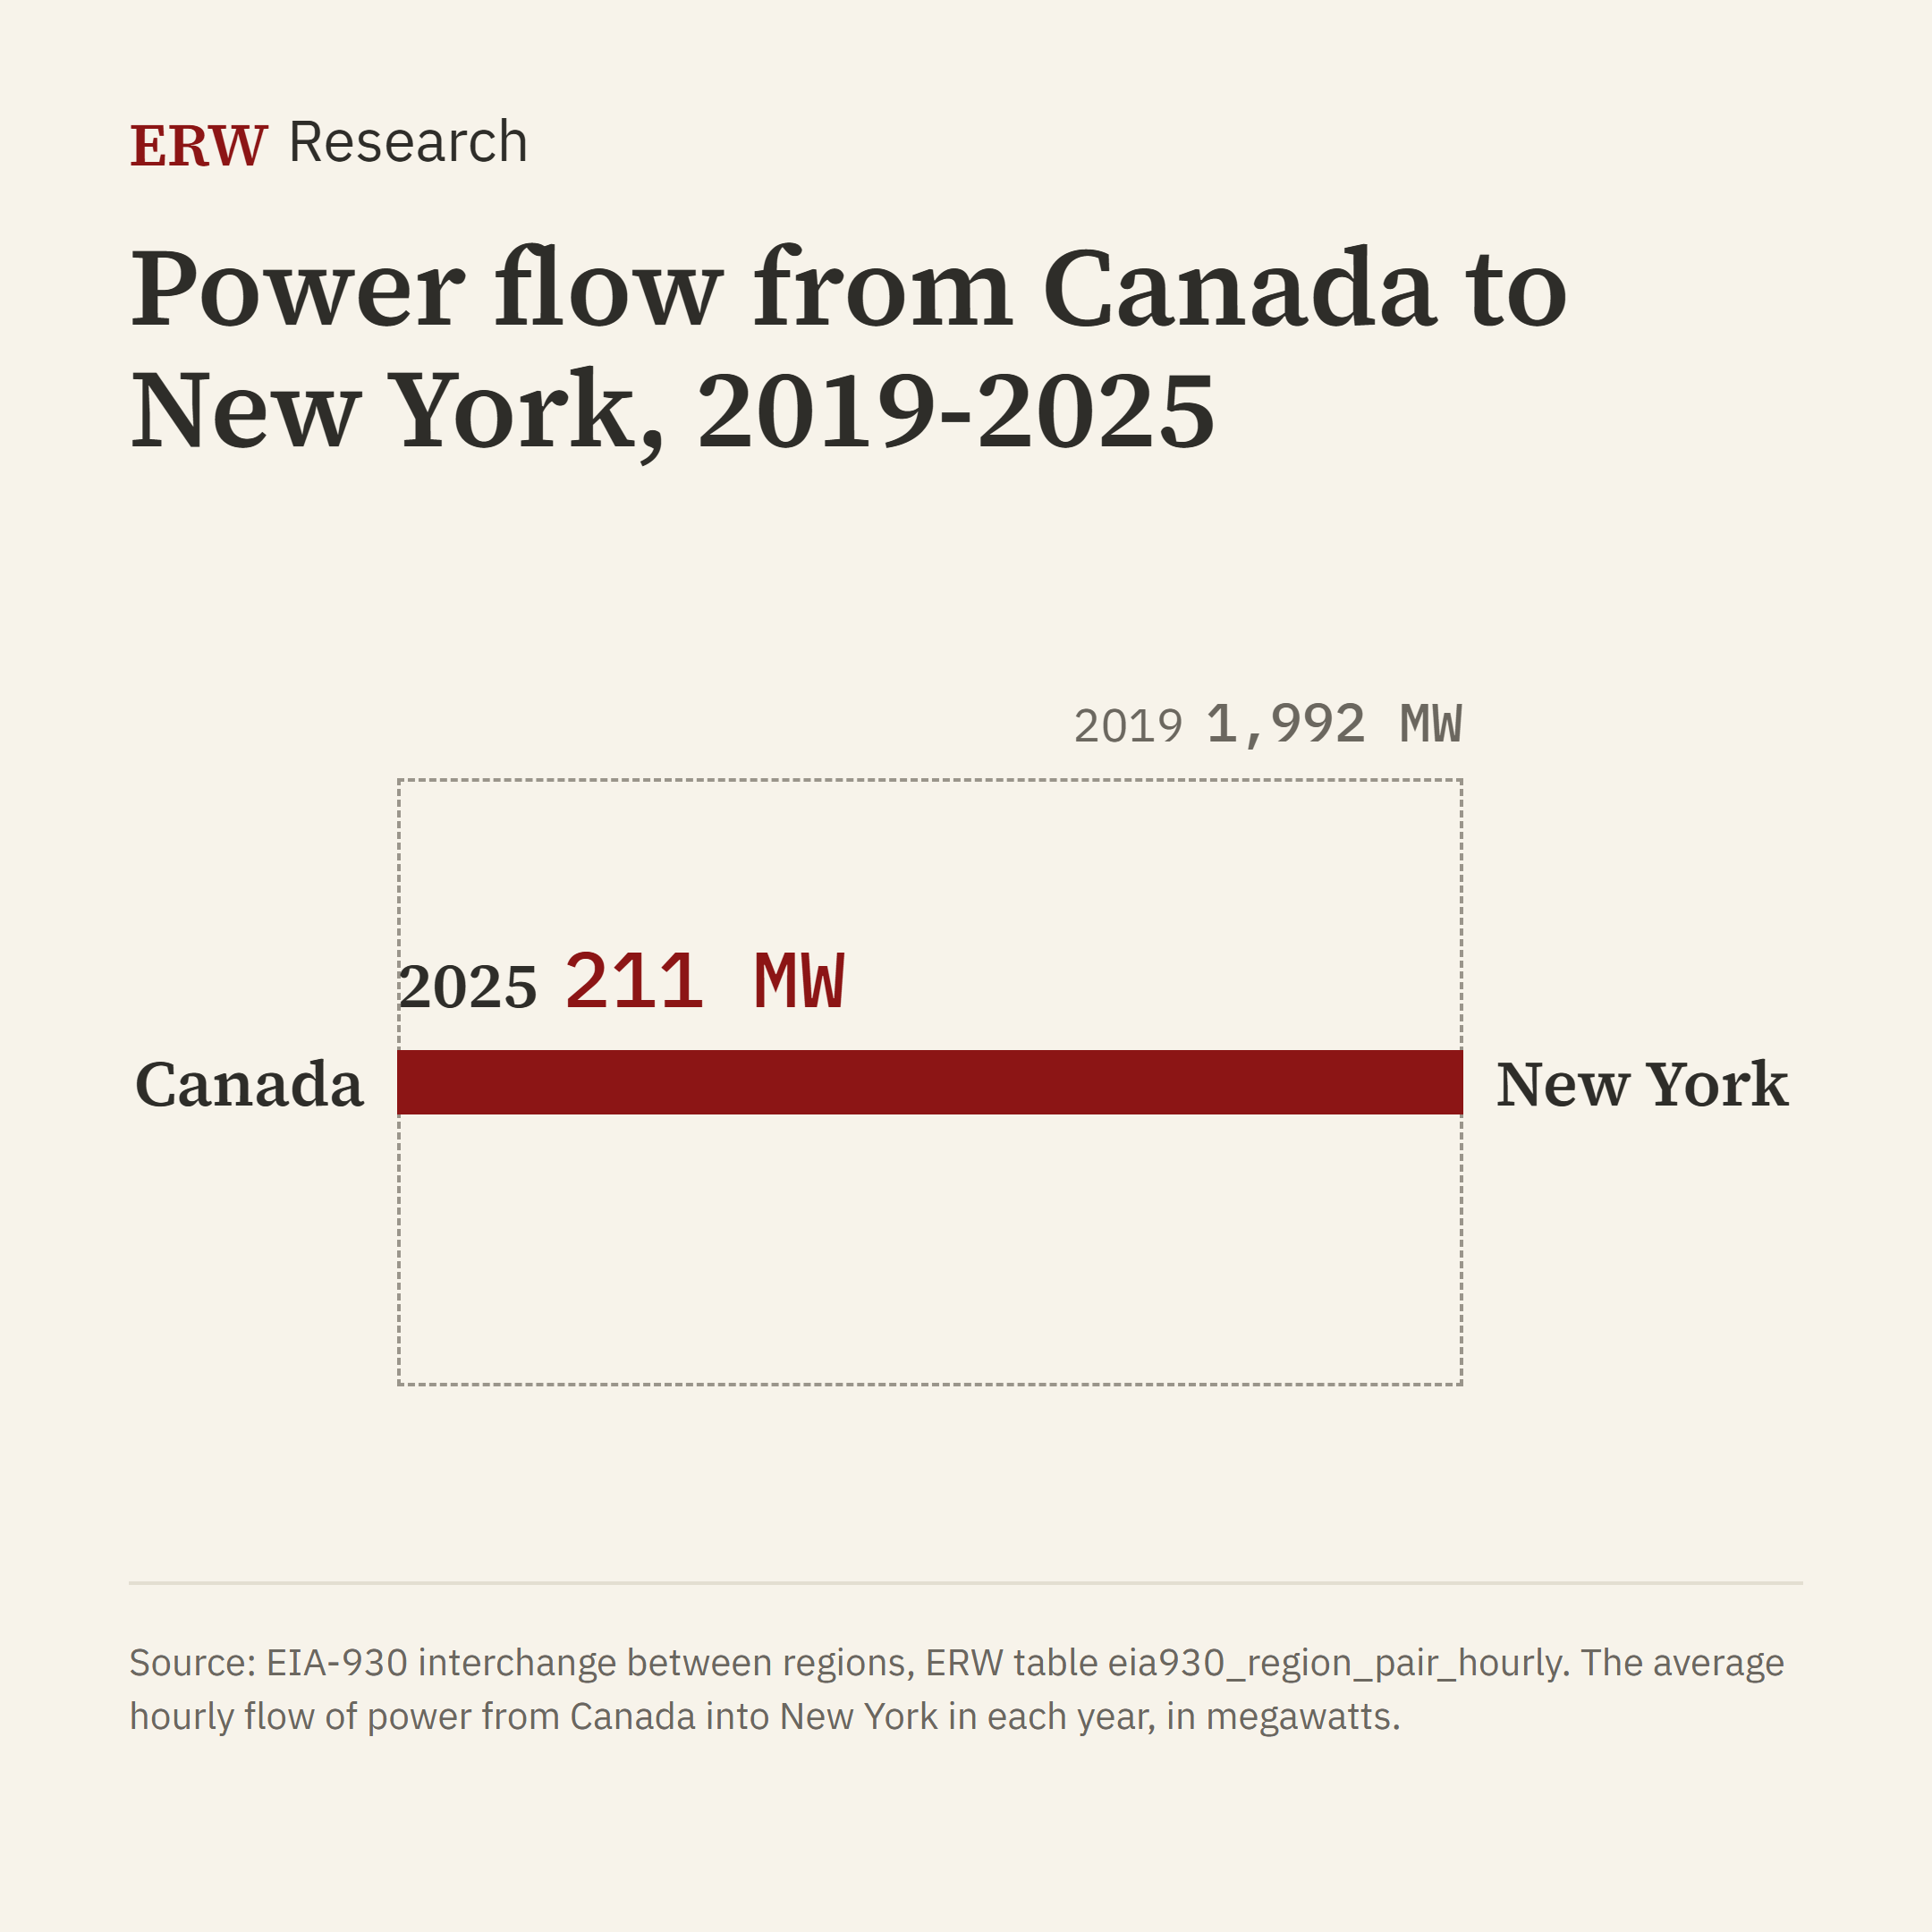 ERW Research
Power flow from Canada to
New York, 2019-2025
2019 1,992 MW
2025 211 MW
Canada
New York
Source: EIA-930 interchange between regions, ERW table eia930_region_pair_hourly. The average
hourly flow of power from Canada into New York in each year, in megawatts.